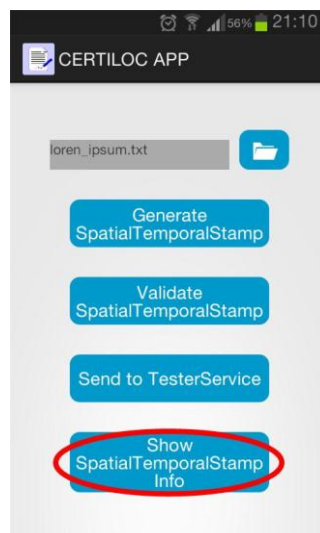 56% 21:10
CERTILOC APP
loren_ipsum.txt
Generate
SpatialTemporalStamp
Validate
SpatialTemporalStamp
Send to TesterService
Show
SpatialTemporalStamp
Info